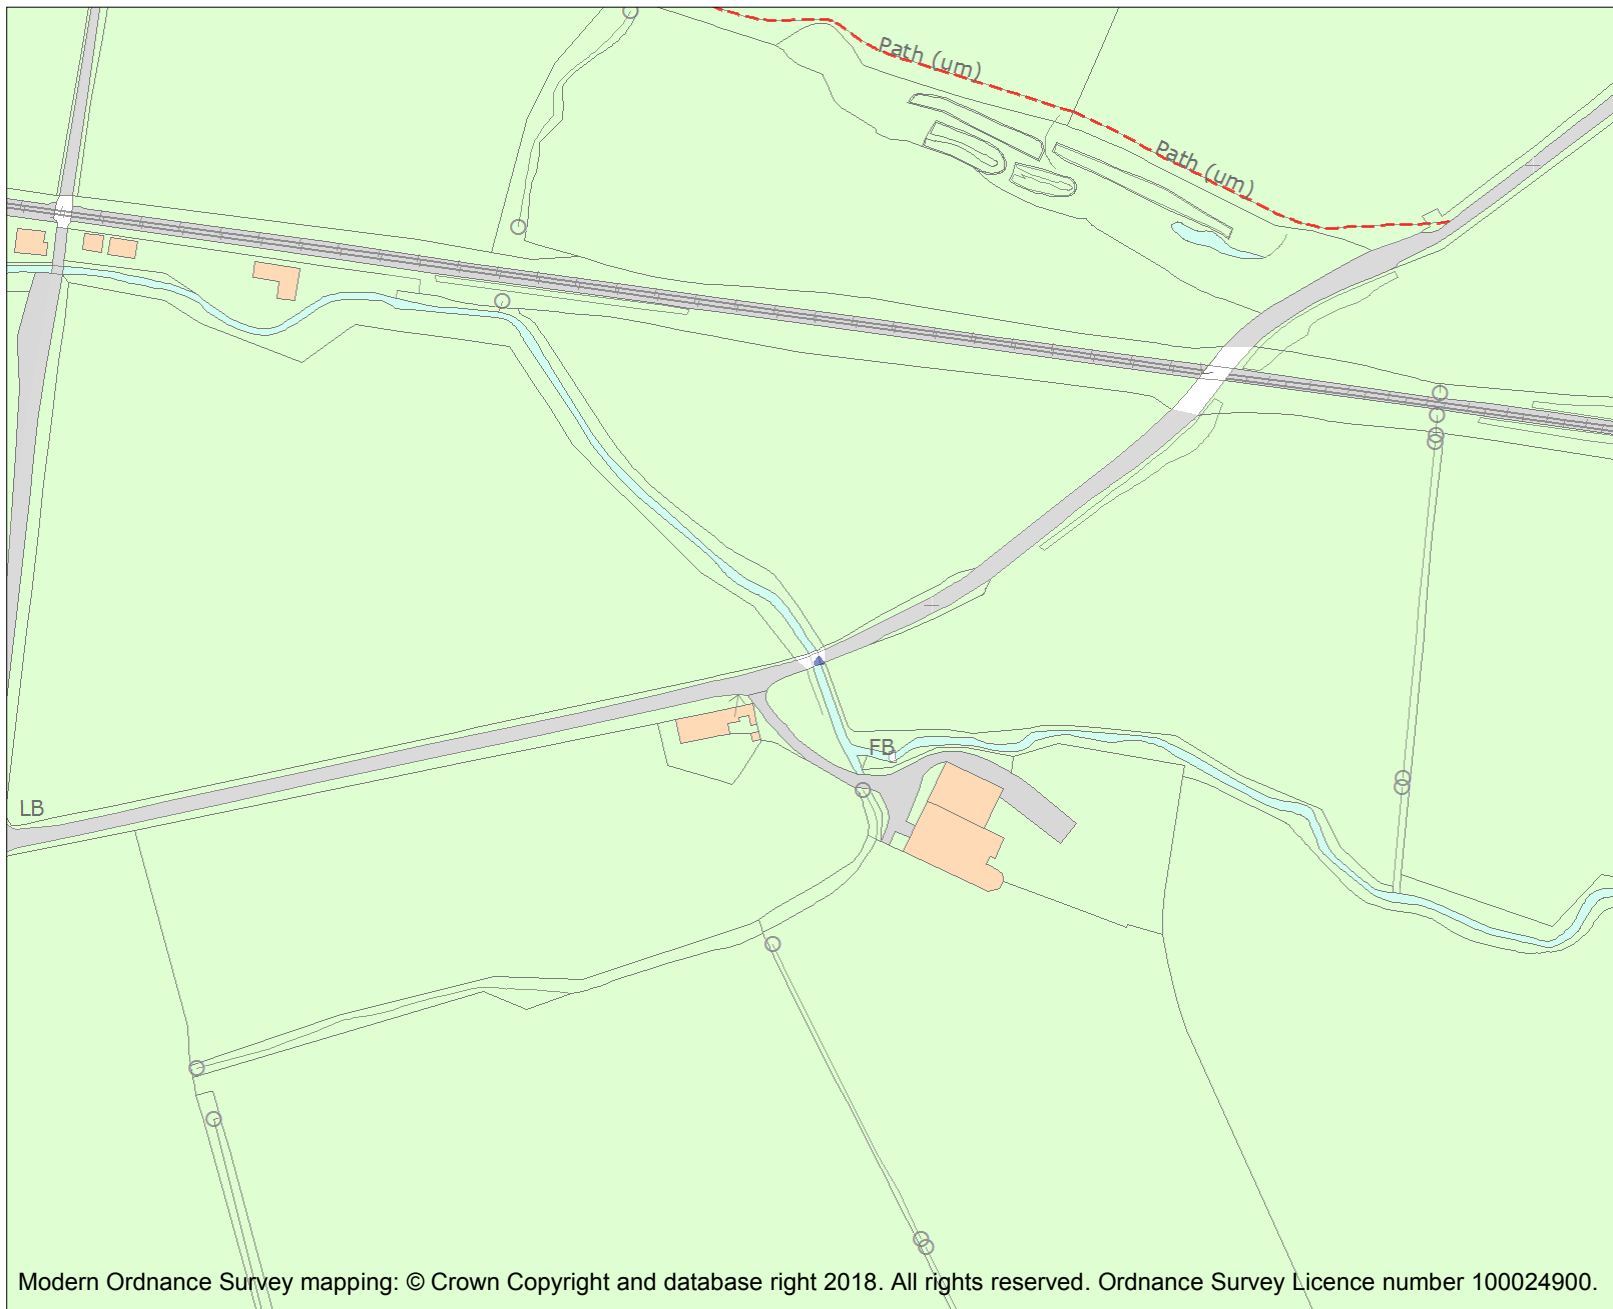 Path (um)
Path (um)
FB
LB
Modern Ordnance Survey mapping: © Crown Copyright and database right 2018. All rights reserved. Ordnance Survey Licence number 100024900.